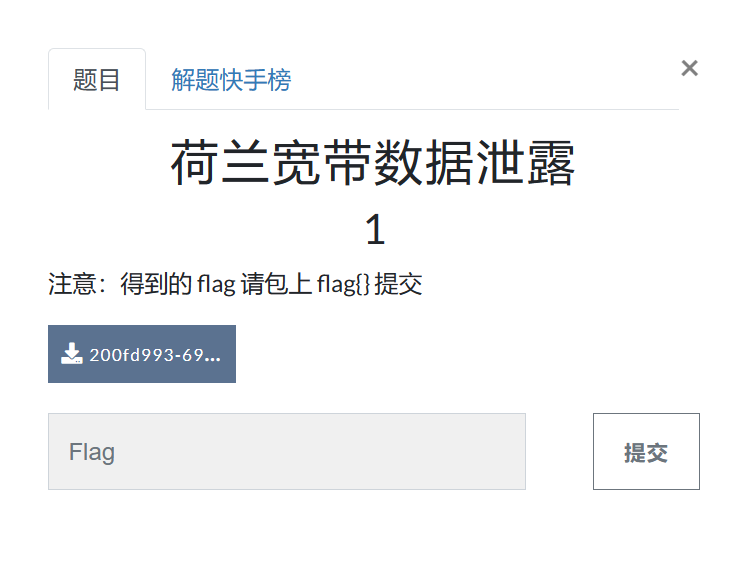 题目 解题快手榜 ×
荷兰宽带数据泄露
1
注意：得到的 flag 请包上 flag{} 提交
200fd993-69...
Flag 提交